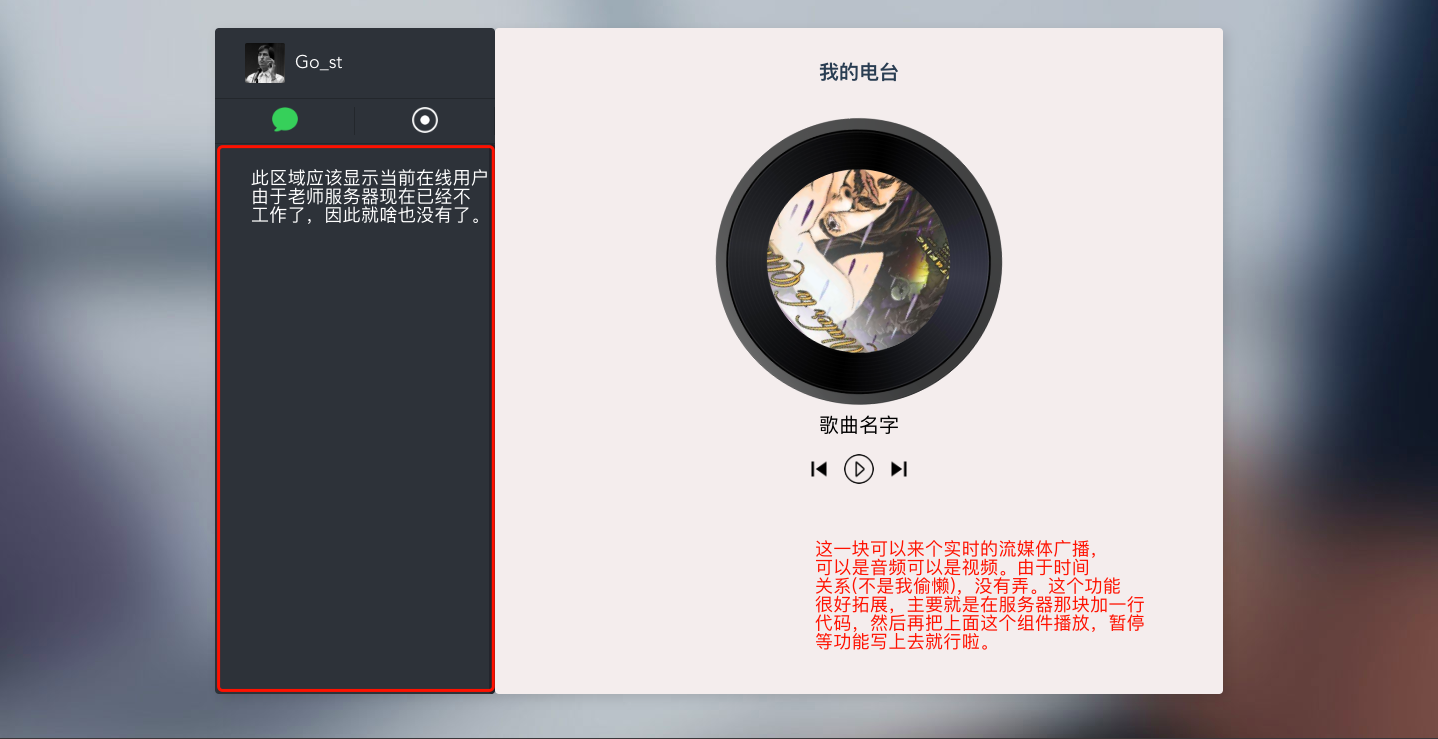 Go_st
此区域应该显示当前在线用户
由于老师服务器现在已经不
工作了，因此就啥也没有了。
我的电台
歌曲名字
这一块可以来个实时的流媒体广播，
可以是音频可以是视频。由于时间
关系(不是我偷懒)，没有弄。这个功能
很好拓展，主要就是在服务器那块加一行
代码，然后再把上面这个组件播放，暂停
等功能写上去就行啦。